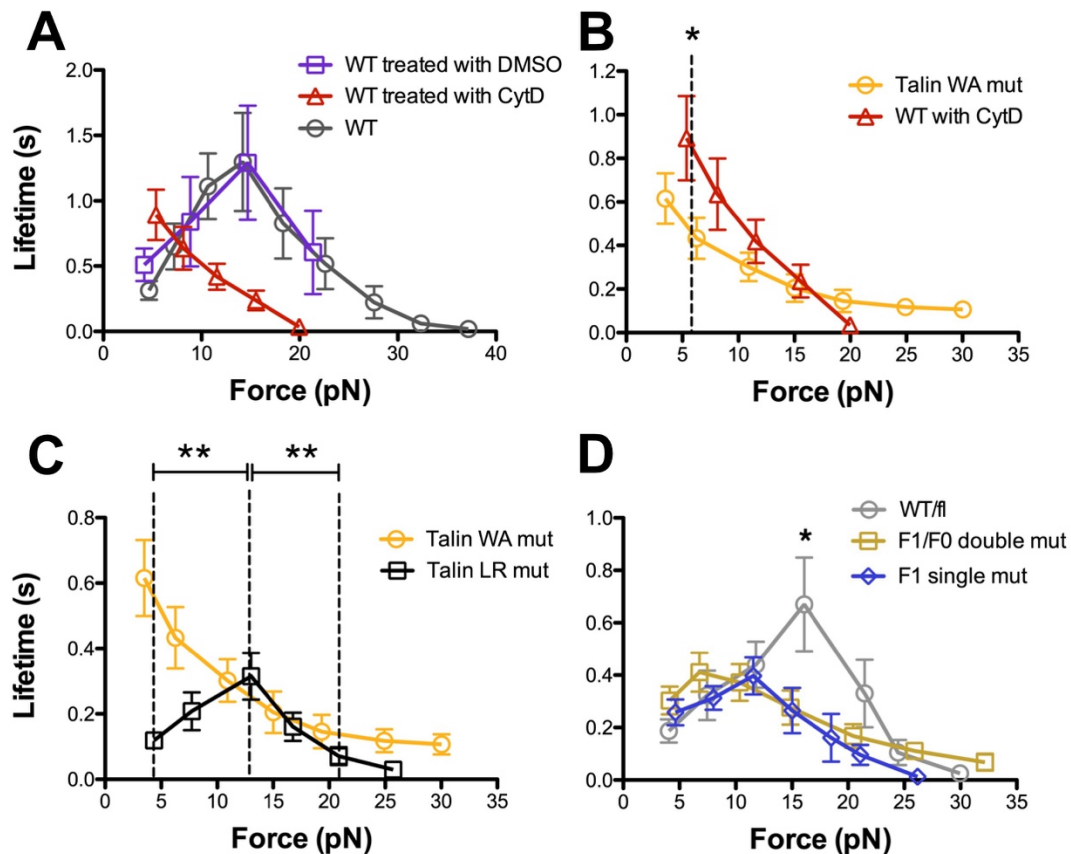 A
WT treated with DMSO
WT treated with CytD
WT
Lifetime (s)
2.0
1.5
1.0
0.5
0.0
0 10 20 30 40
Force (pN)
B
*
Talin WA mut
WT with CytD
1.2
1.0
0.8
0.6
0.4
0.2
0.0
0 5 10 15 20 25 30 35
Force (pN)
C
** **
Talin WA mut
Talin LR mut
Lifetime (s)
0.8
0.6
0.4
0.2
0.0
0 5 10 15 20 25 30 35
Force (pN)
D
*
WT/fl
F1/F0 double mut
F1 single mut
1.0
0.8
0.6
0.4
0.2
0.0
0 5 10 15 20 25 30 35
Force (pN)